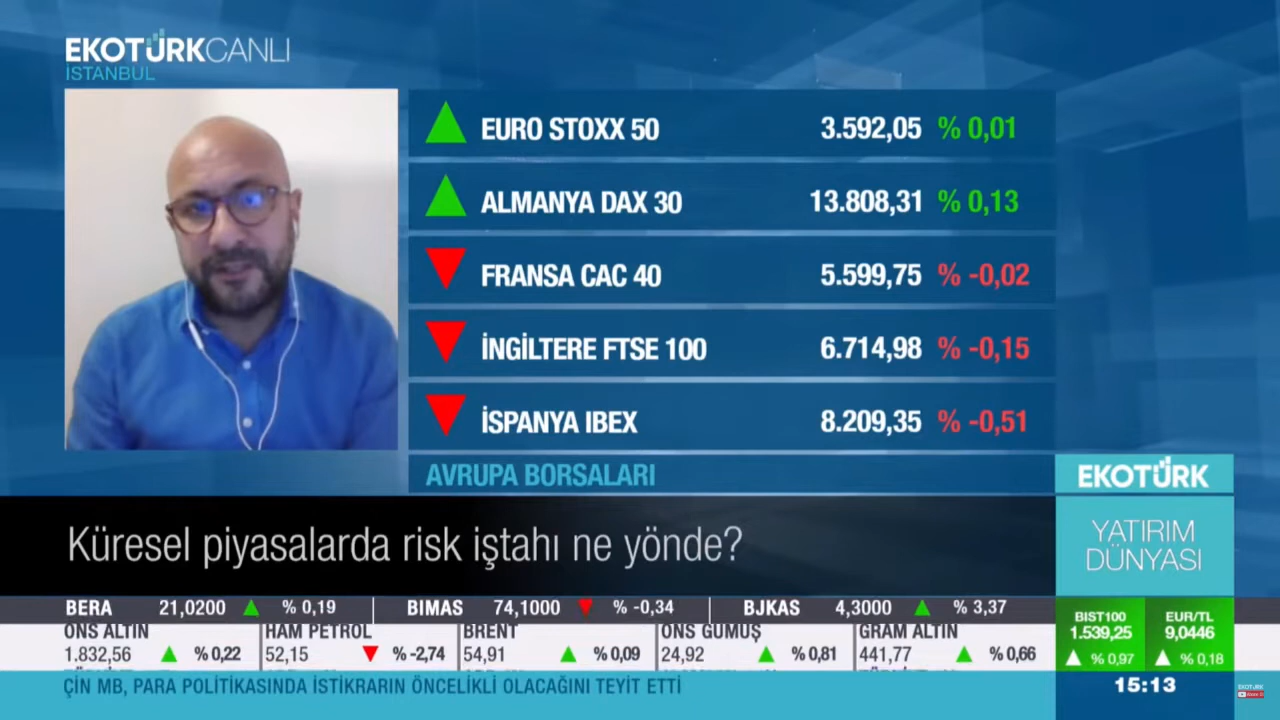 EKOTÜRKCANLI
İSTANBUL
EURO STOXX 50 3.592,05 % 0,01
ALMANYA DAX 30 13.808,31 % 0,13
FRANSA CAC 40 5.599,75 % -0,02
İNGİLTERE FTSE 100 6.714,98 % -0,15
İSPANYA IBEX 8.209,35 % -0,51
AVRUPA BORSALARI
EKOTÜRK
Küresel piyasalarda risk iştahı ne yönde?
YATIRIM
DÜNYASI
BERA 21,0200 % 0,19 BIMAS 74,1000 % -0,34 BJKAS 4,3000 % 3,37
ONS ALTIN HAM PETROL BRENT ONS GÜMÜŞ GRAM ALTIN
1.832,56 % 0,22 52,15 % -2,74 54,91 % 0,09 24,92 % 0,81 441,77 % 0,66
BIST100 EUR/TL
1.539,25 9,0446
% 0,97 % 0,18
ÇİN MB, PARA POLİTİKASINDA İSTİKRARIN ÖNCELİKLİ OLACAĞINI TEYİT ETTİ
15:13
EKOTÜRK